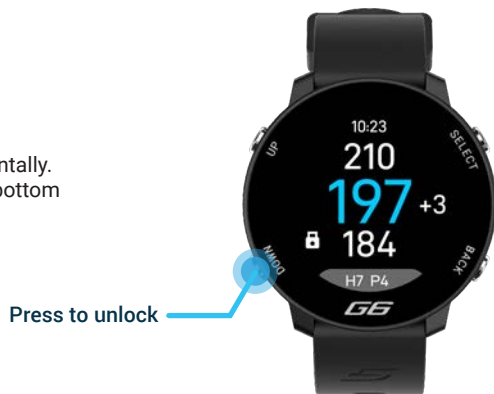 ntally.
bottom
Press to unlock
10:23
UP
SELECT
210
197 +3
184
DOWN
BACK
H7 P4
G6